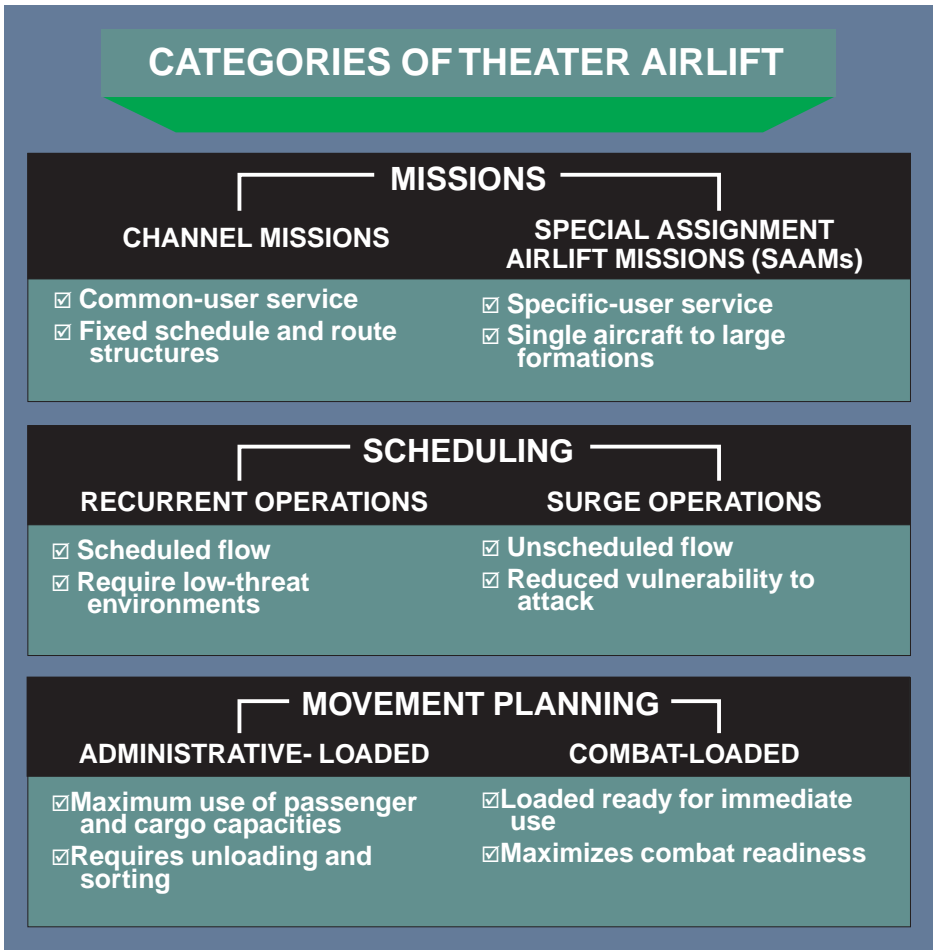 CATEGORIES OF THEATER AIRLIFT
MISSIONS
CHANNEL MISSIONS
☑ Common-user service
☑ Fixed schedule and route
structures
SPECIAL ASSIGNMENT
AIRLIFT MISSIONS (SAAMs)
☑ Specific-user service
☑ Single aircraft to large
formations
SCHEDULING
RECURRENT OPERATIONS
☑ Scheduled flow
☑ Require low-threat
environments
SURGE OPERATIONS
☑ Unscheduled flow
☑ Reduced vulnerability to
attack
MOVEMENT PLANNING
ADMINISTRATIVE- LOADED
☑Maximum use of passenger
and cargo capacities
☑Requires unloading and
sorting
COMBAT-LOADED
☑Loaded ready for immediate
use
☑Maximizes combat readiness